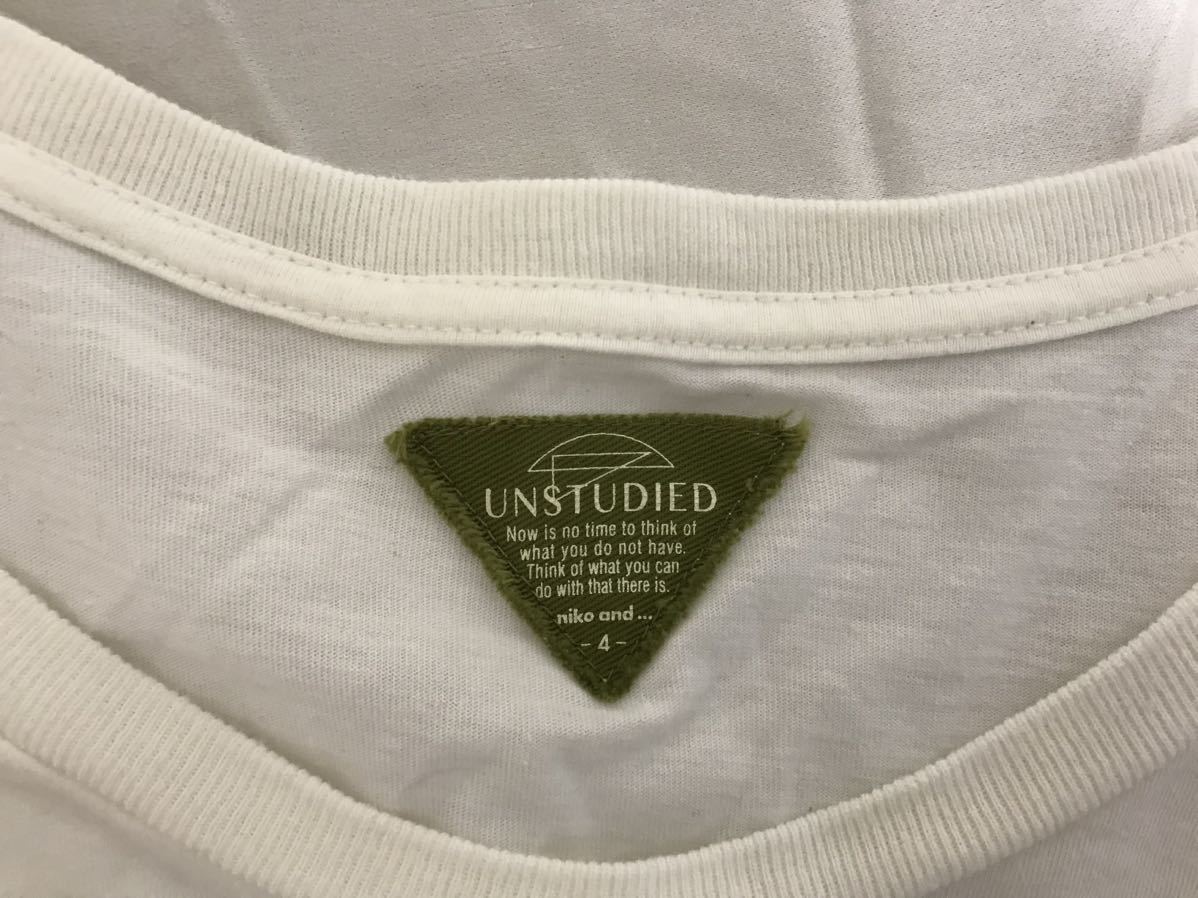 UNSTUDIED
Now is no time to think of
what you do not have.
Think of what you can
do with that there is.
niko and ...
- 4 -